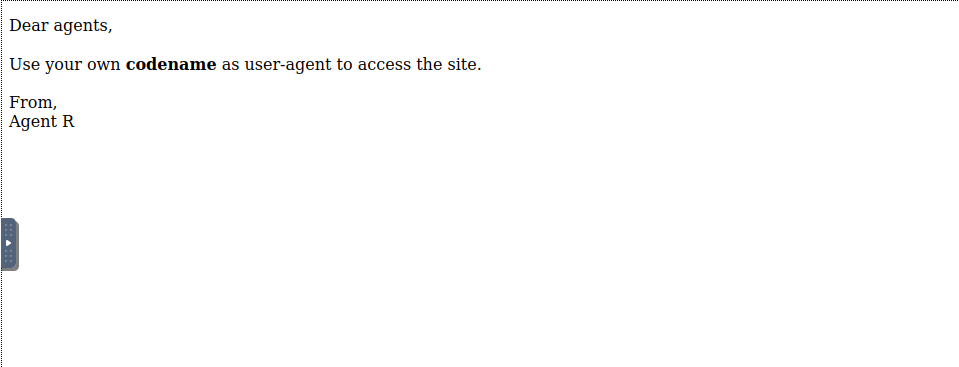 Dear agents,
Use your own codename as user-agent to access the site.
From,
Agent R